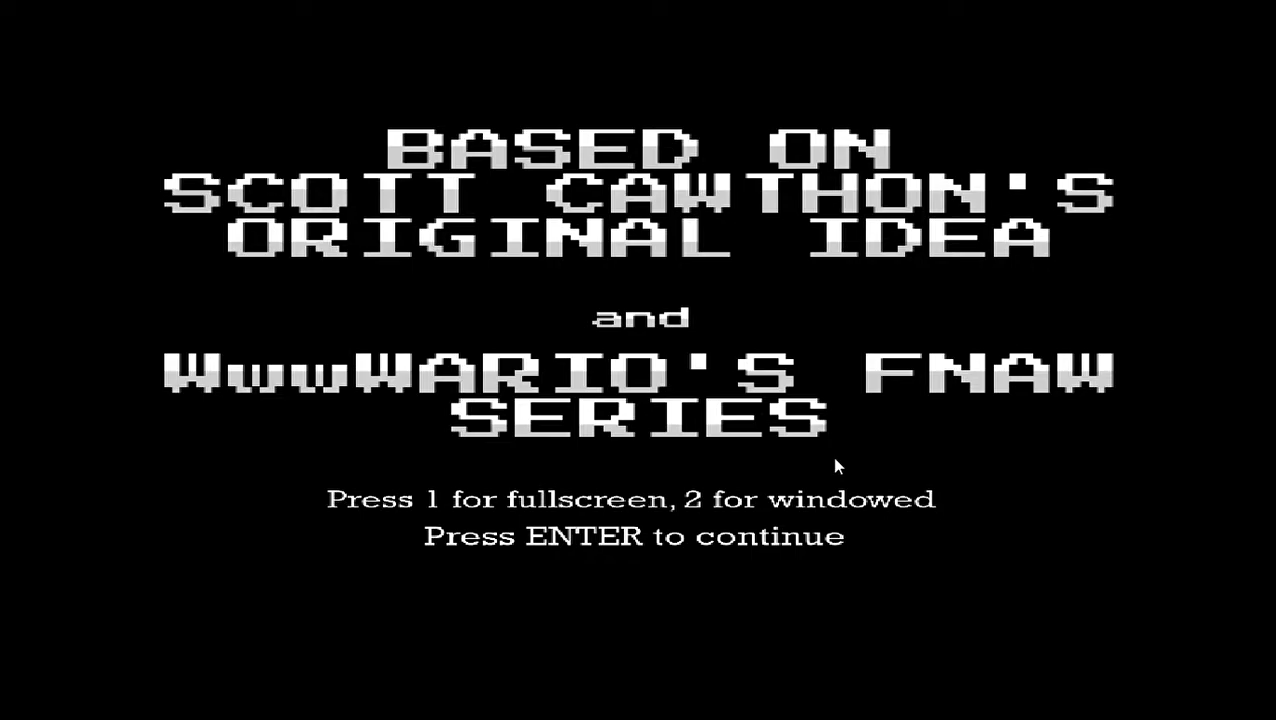 BASED ON
SCOTT CAWTHON'S
ORIGINAL IDEA
and
WwwWARIO'S FNAW
SERIES
Press 1 for fullscreen, 2 for windowed
Press ENTER to continue